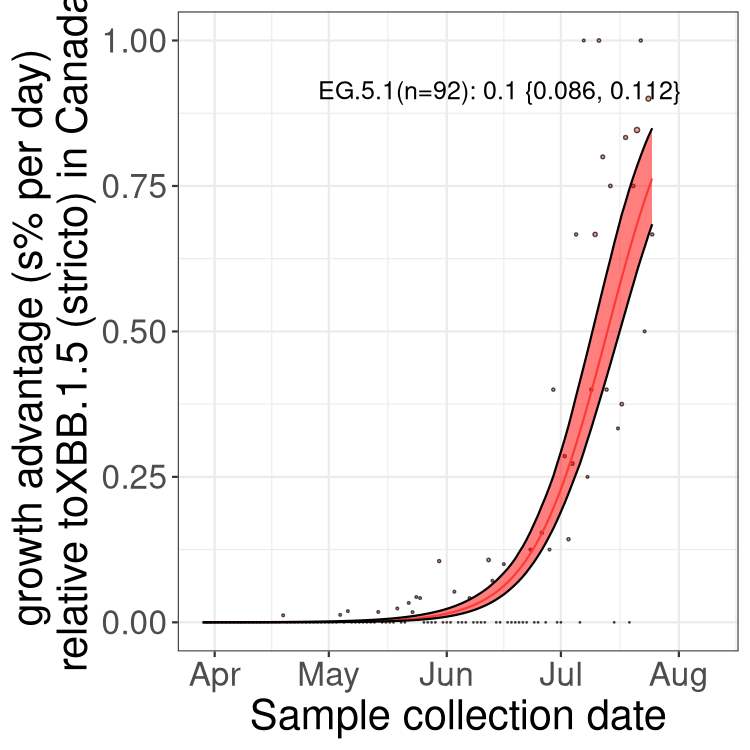 growth advantage (s% per day)
relative toXBB.1.5 (stricto) in Canada
1.00
0.75
0.50
0.25
0.00
EG.5.1(n=92): 0.1 {0.086, 0.112}
Apr May Jun Jul Aug
Sample collection date